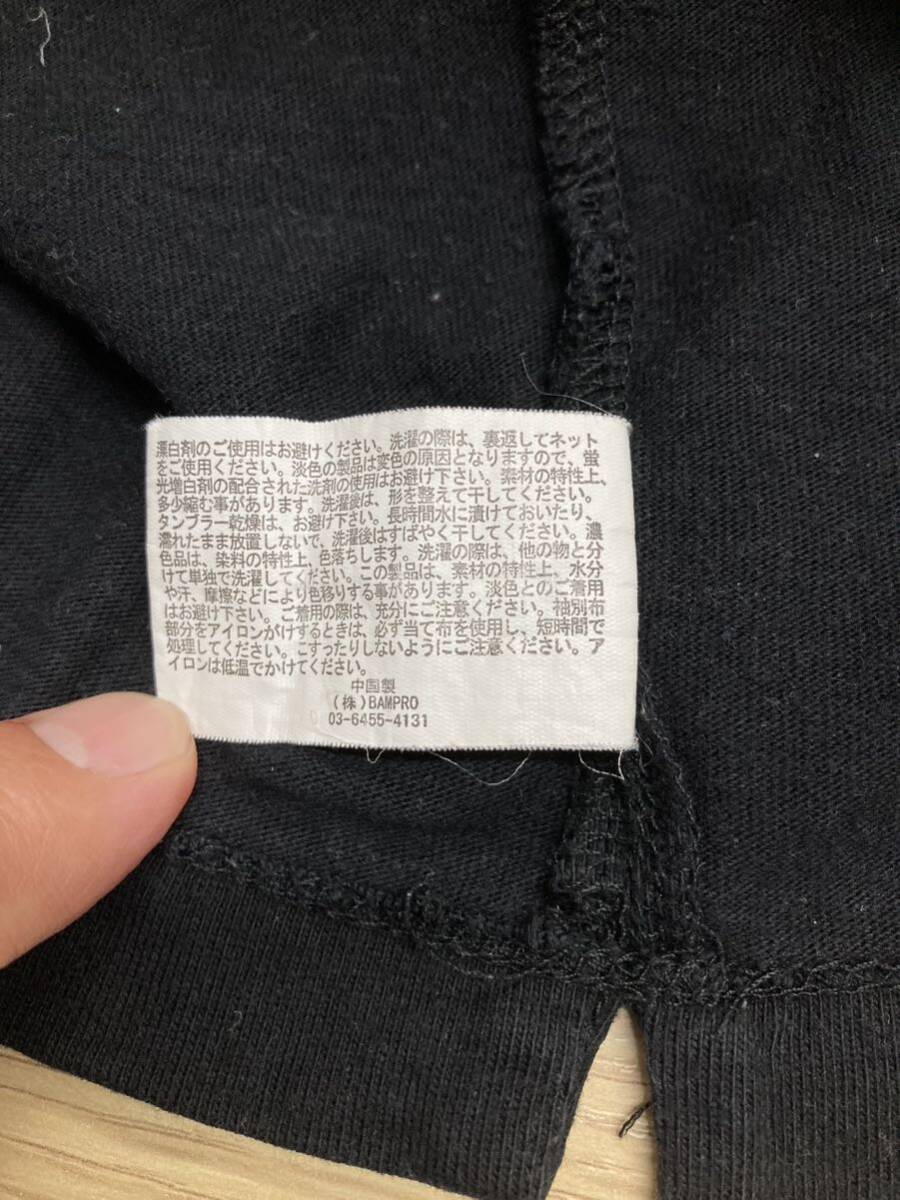 漂白剤のご使用はお避けください。洗濯の際は、裏返してネット
をご使用ください。淡色の製品は変色の原因となりますので、蛍
光増白剤の配合された洗剤の使用はお避け下さい。素材の特性上、
多少縮む事があります。洗濯後は、形を整えて干してください。
タンブラー乾燥は、お避け下さい。長時間水に漬けておいたり、
濡れたまま放置しないで、洗濯後はすばやく干してください。濃
色品は、染料の特性上、色落ちします。洗濯の際は、他の物と分
けて単独で洗濯してください。この製品は、素材の特性上、水分
や汗、摩擦などにより色移りする事があります。淡色とのご着用
はお避け下さい。ご着用の際は、充分にご注意ください。袖別布
部分をアイロンがけするときは、必ず当て布を使用し、短時間で
処理してください。こすったりしないようにご注意ください。ア
イロンは低温でかけてください。
中国製
(株)BAMPRO
03-6455-4131